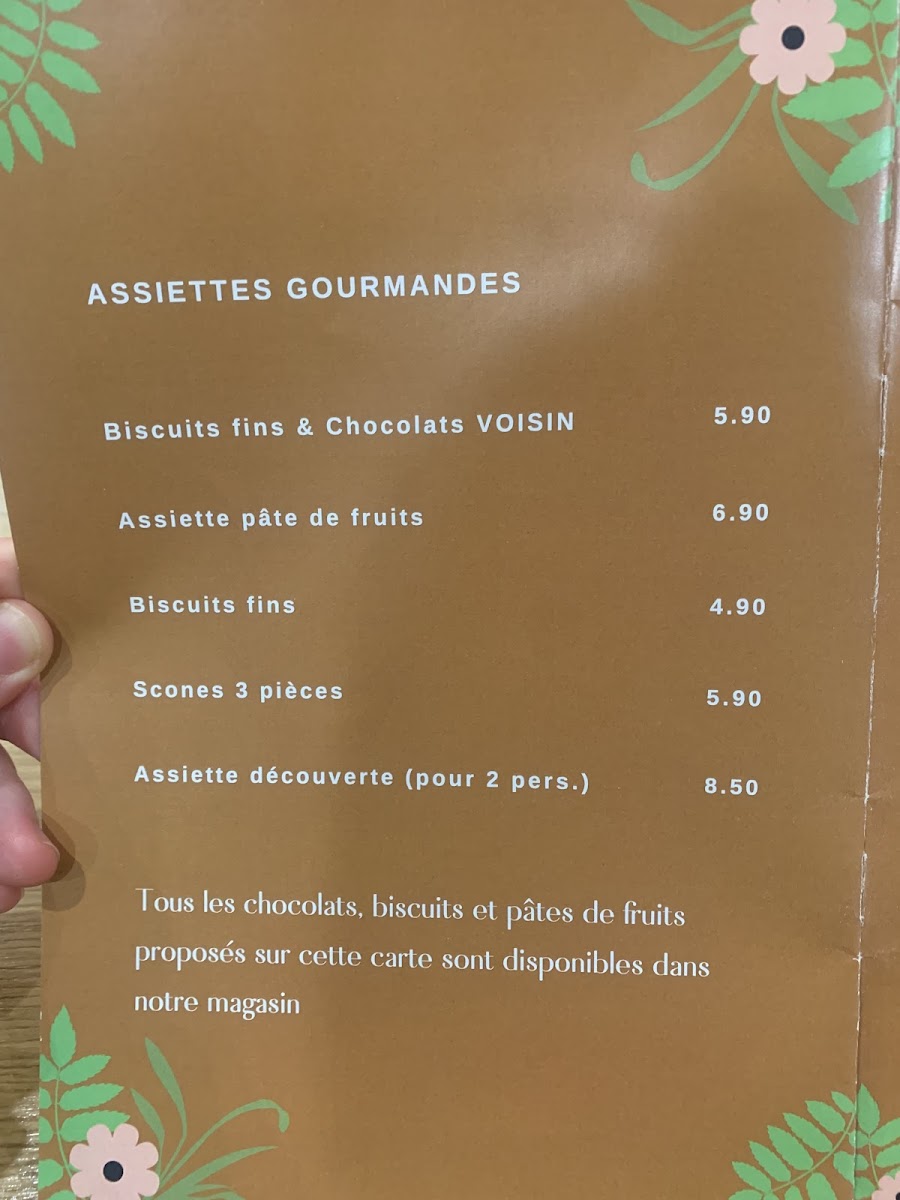 ASSIETTES GOURMANDES
Biscuits fins & Chocolats VOISIN 5.90
Assiette pâte de fruits 6.90
Biscuits fins 4.90
Scones 3 pièces 5.90
Assiette découverte (pour 2 pers.) 8.50
Tous les chocolats, biscuits et pâtes de fruits
proposés sur cette carte sont disponibles dans
notre magasin